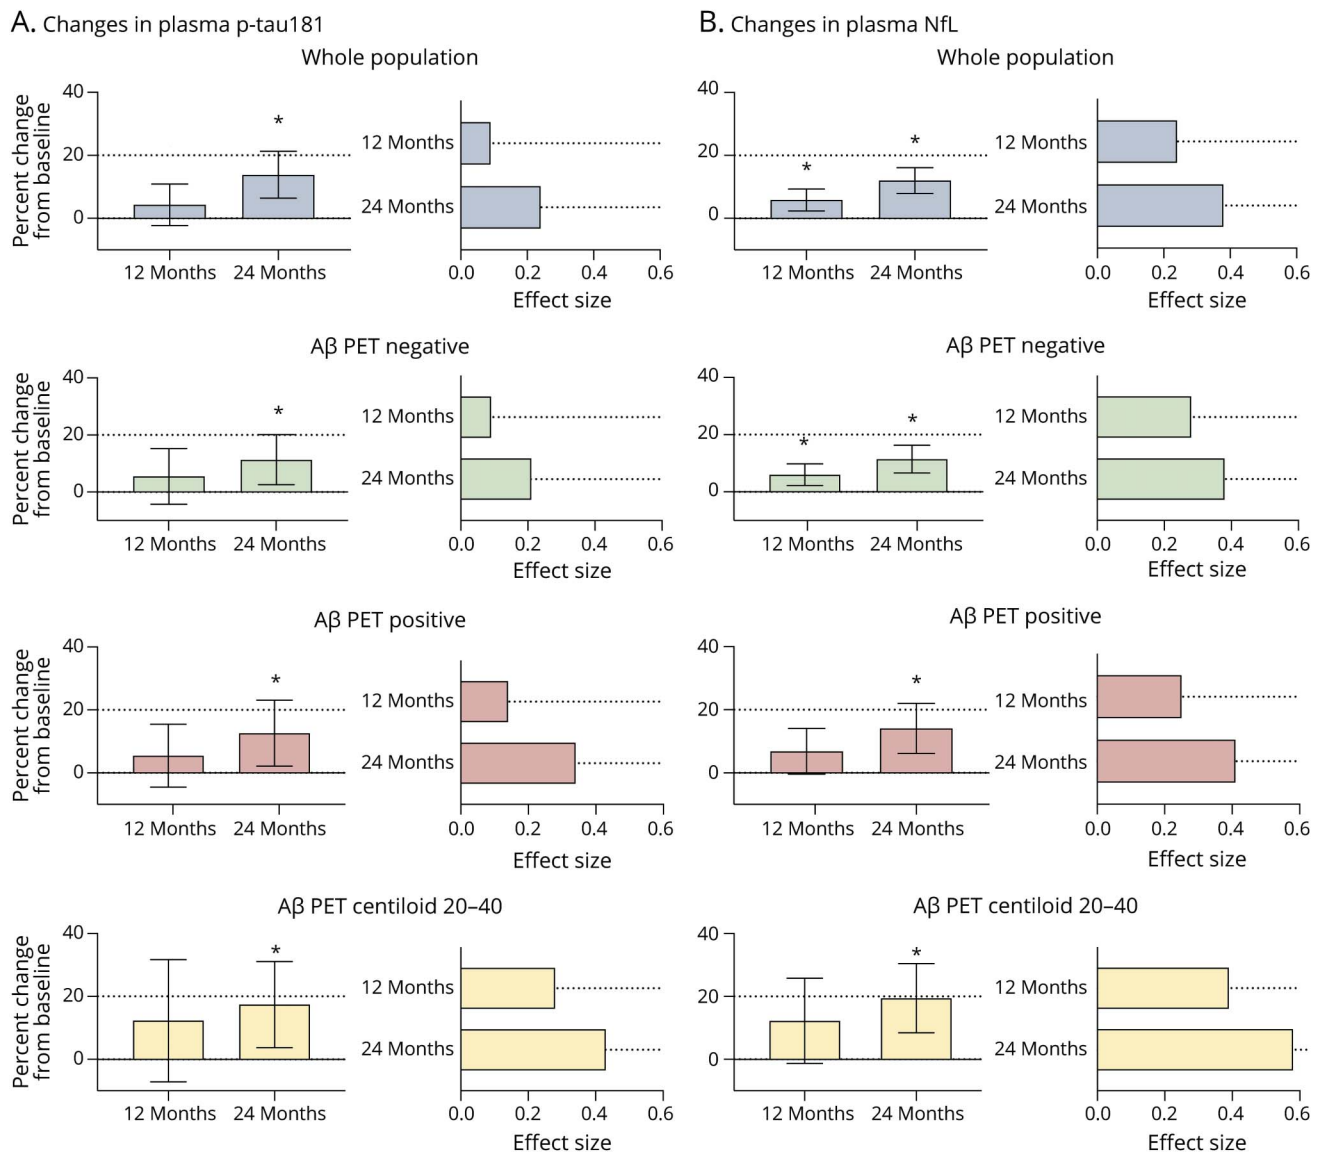 A. Changes in plasma p-tau181
Whole population
Percent change
from baseline
40
20
0
*
12 Months
24 Months
12 Months
24 Months
0.0 0.2 0.4 0.6
Effect size
Aβ PET negative
Percent change
from baseline
40
20
0
*
12 Months
24 Months
12 Months
24 Months
0.0 0.2 0.4 0.6
Effect size
Aβ PET positive
Percent change
from baseline
40
20
0
*
12 Months
24 Months
12 Months
24 Months
0.0 0.2 0.4 0.6
Effect size
Aβ PET centiloid 20–40
Percent change
from baseline
40
20
0
*
12 Months
24 Months
12 Months
24 Months
0.0 0.2 0.4 0.6
Effect size
B. Changes in plasma NfL
Whole population
40
20
0
*
*
12 Months
24 Months
12 Months
24 Months
0.0 0.2 0.4 0.6
Effect size
Aβ PET negative
40
20
0
*
*
12 Months
24 Months
12 Months
24 Months
0.0 0.2 0.4 0.6
Effect size
Aβ PET positive
40
20
0
*
12 Months
24 Months
12 Months
24 Months
0.0 0.2 0.4 0.6
Effect size
Aβ PET centiloid 20–40
40
20
0
*
12 Months
24 Months
12 Months
24 Months
0.0 0.2 0.4 0.6
Effect size